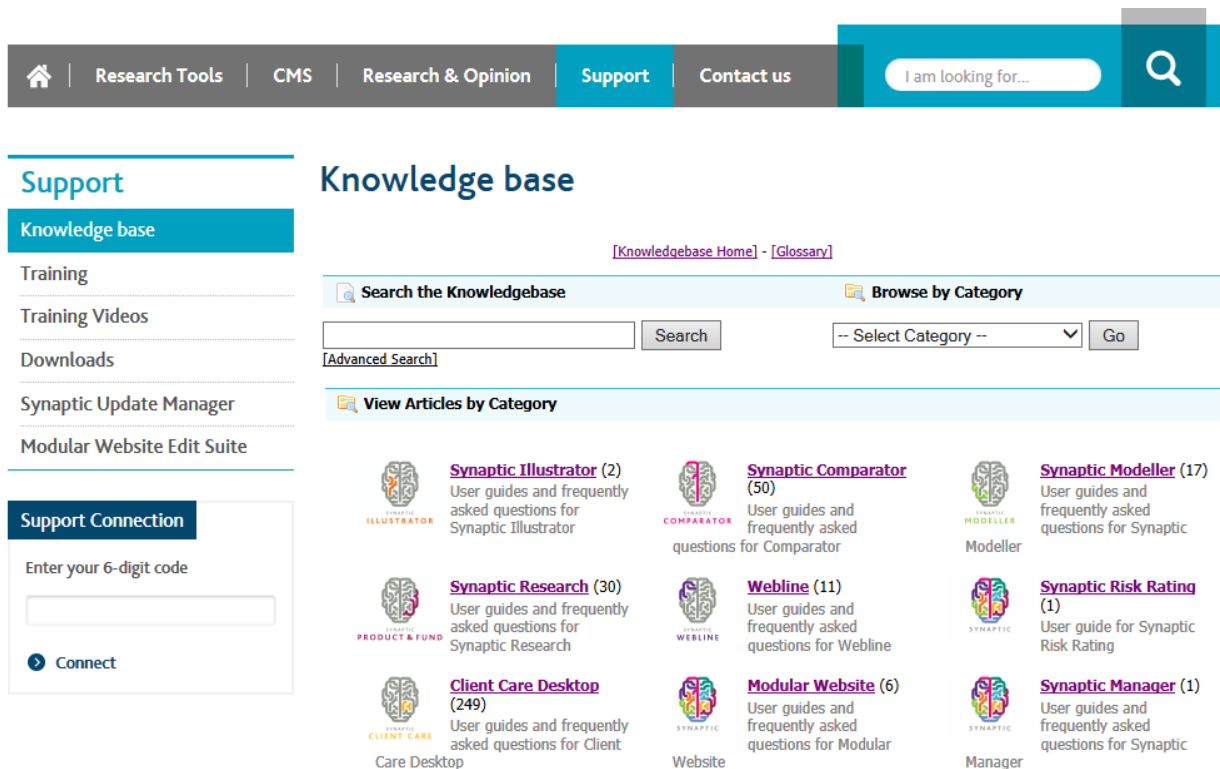 Research Tools
CMS
Research & Opinion
Support
Contact us
I am looking for...
Support
Knowledge base
Training
Training Videos
Downloads
Synaptic Update Manager
Modular Website Edit Suite
Support Connection
Enter your 6-digit code
Connect
Knowledge base
[Knowledgebase Home] - [Glossary]
Search the Knowledgebase
Search
[Advanced Search]
Browse by Category
-- Select Category --
Go
View Articles by Category
SYNAPTIC
ILLUSTRATOR
Synaptic Illustrator (2)
User guides and frequently
asked questions for
Synaptic Illustrator
SYNAPTIC
COMPARATOR
Synaptic Comparator
(50)
User guides and
frequently asked
questions for Comparator
SYNAPTIC
MODELLER
Synaptic Modeller (17)
User guides and
frequently asked
questions for Synaptic
Modeller
SYNAPTIC
PRODUCT & FUND
Synaptic Research (30)
User guides and frequently
asked questions for
Synaptic Research
SYNAPTIC
WEBLINE
Webline (11)
User guides and
frequently asked
questions for Webline
SYNAPTIC
Synaptic Risk Rating
(1)
User guide for Synaptic
Risk Rating
SYNAPTIC
CLIENT CARE
Client Care Desktop
(249)
User guides and frequently
asked questions for Client
Care Desktop
SYNAPTIC
Modular Website (6)
User guides and
frequently asked
questions for Modular
Website
SYNAPTIC
Synaptic Manager (1)
User guides and
frequently asked
questions for Synaptic
Manager